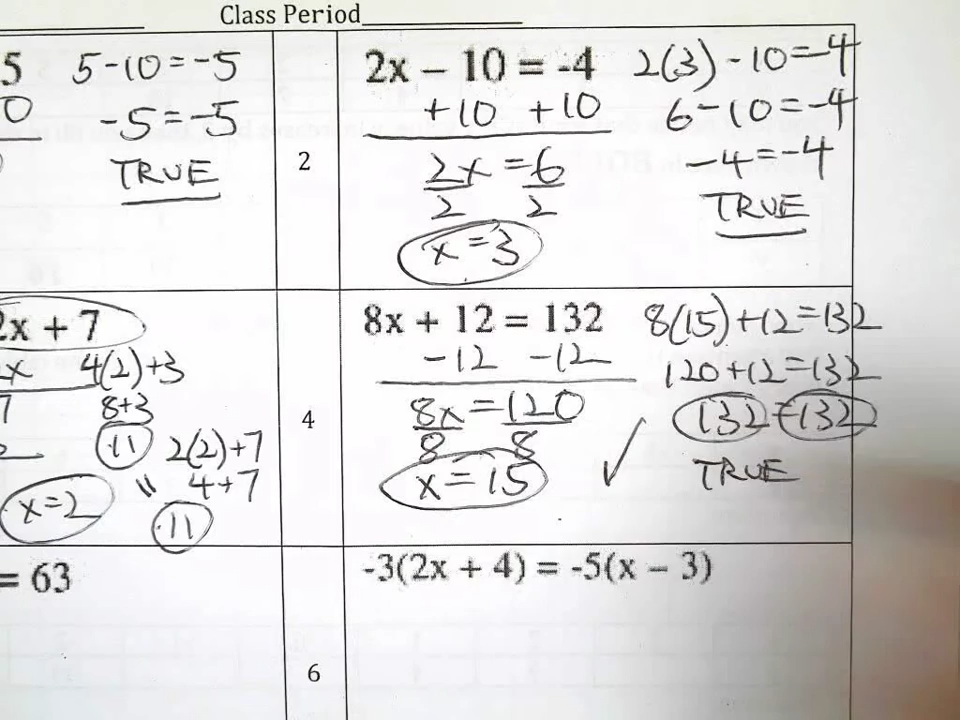 Class Period
5 5-10=-5
0 -5=-5
TRUE
2
2x – 10 = -4 2(3)-10=-4
+10 +10 6-10=-4
2x=6 -4=-4
2 2 TRUE
x=3
2x + 7
x 4(2)+3
7 8+3
11 2(2)+7
x=2 " 4+7
11
4
8x + 12 = 132 8(15)+12=132
-12 -12 120+12=132
8x=120 132=132
8 8 ✓ TRUE
x=15
= 63
6
-3(2x + 4) = -5(x – 3)